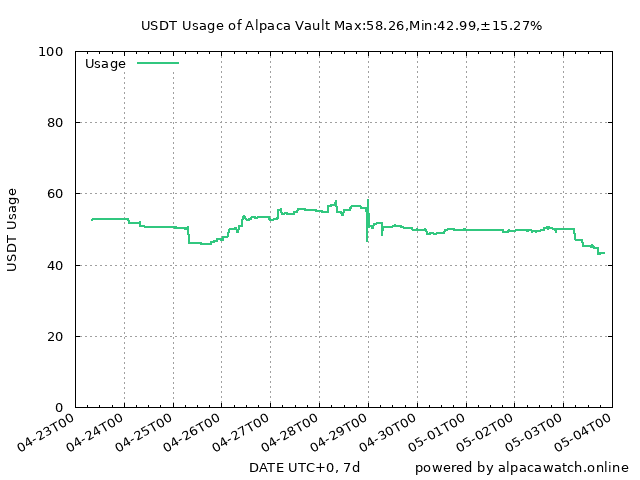 USDT Usage of Alpaca Vault Max:58.26,Min:42.99,±15.27%
100
Usage
80
60
USDT Usage
40
20
0
04-23T00 04-24T00 04-25T00 04-26T00 04-27T00 04-28T00 04-29T00 04-30T00 05-01T00 05-02T00 05-03T00 05-04T00
DATE UTC+0, 7d powered by alpacawatch.online